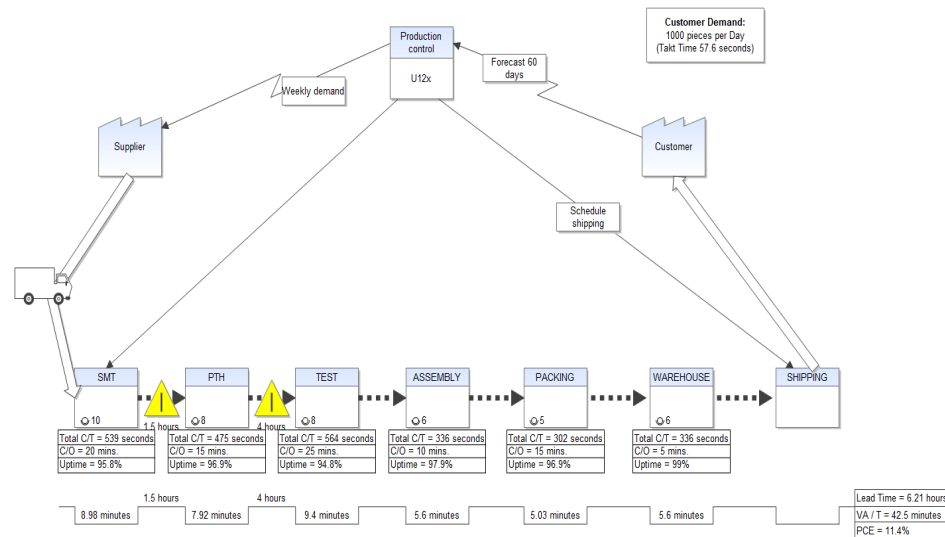 Customer Demand:
1000 pieces per Day
(Takt Time 57.6 seconds)
Production
control
U12x
Forecast 60
days
Weekly demand
Supplier
Customer
Schedule
shipping
SMT
PTH
TEST
ASSEMBLY
PACKING
WAREHOUSE
SHIPPING
10
8
8
6
5
6
1.5 hours
4 hours
Total C/T = 539 seconds
C/O = 20 mins.
Uptime = 95.8%
Total C/T = 475 seconds
C/O = 15 mins.
Uptime = 96.9%
Total C/T = 564 seconds
C/O = 25 mins.
Uptime = 94.8%
Total C/T = 336 seconds
C/O = 10 mins.
Uptime = 97.9%
Total C/T = 302 seconds
C/O = 15 mins.
Uptime = 96.9%
Total C/T = 336 seconds
C/O = 5 mins.
Uptime = 99%
1.5 hours
4 hours
8.98 minutes
7.92 minutes
9.4 minutes
5.6 minutes
5.03 minutes
5.6 minutes
Lead Time = 6.21 hours
VA / T = 42.5 minutes
PCE = 11.4%